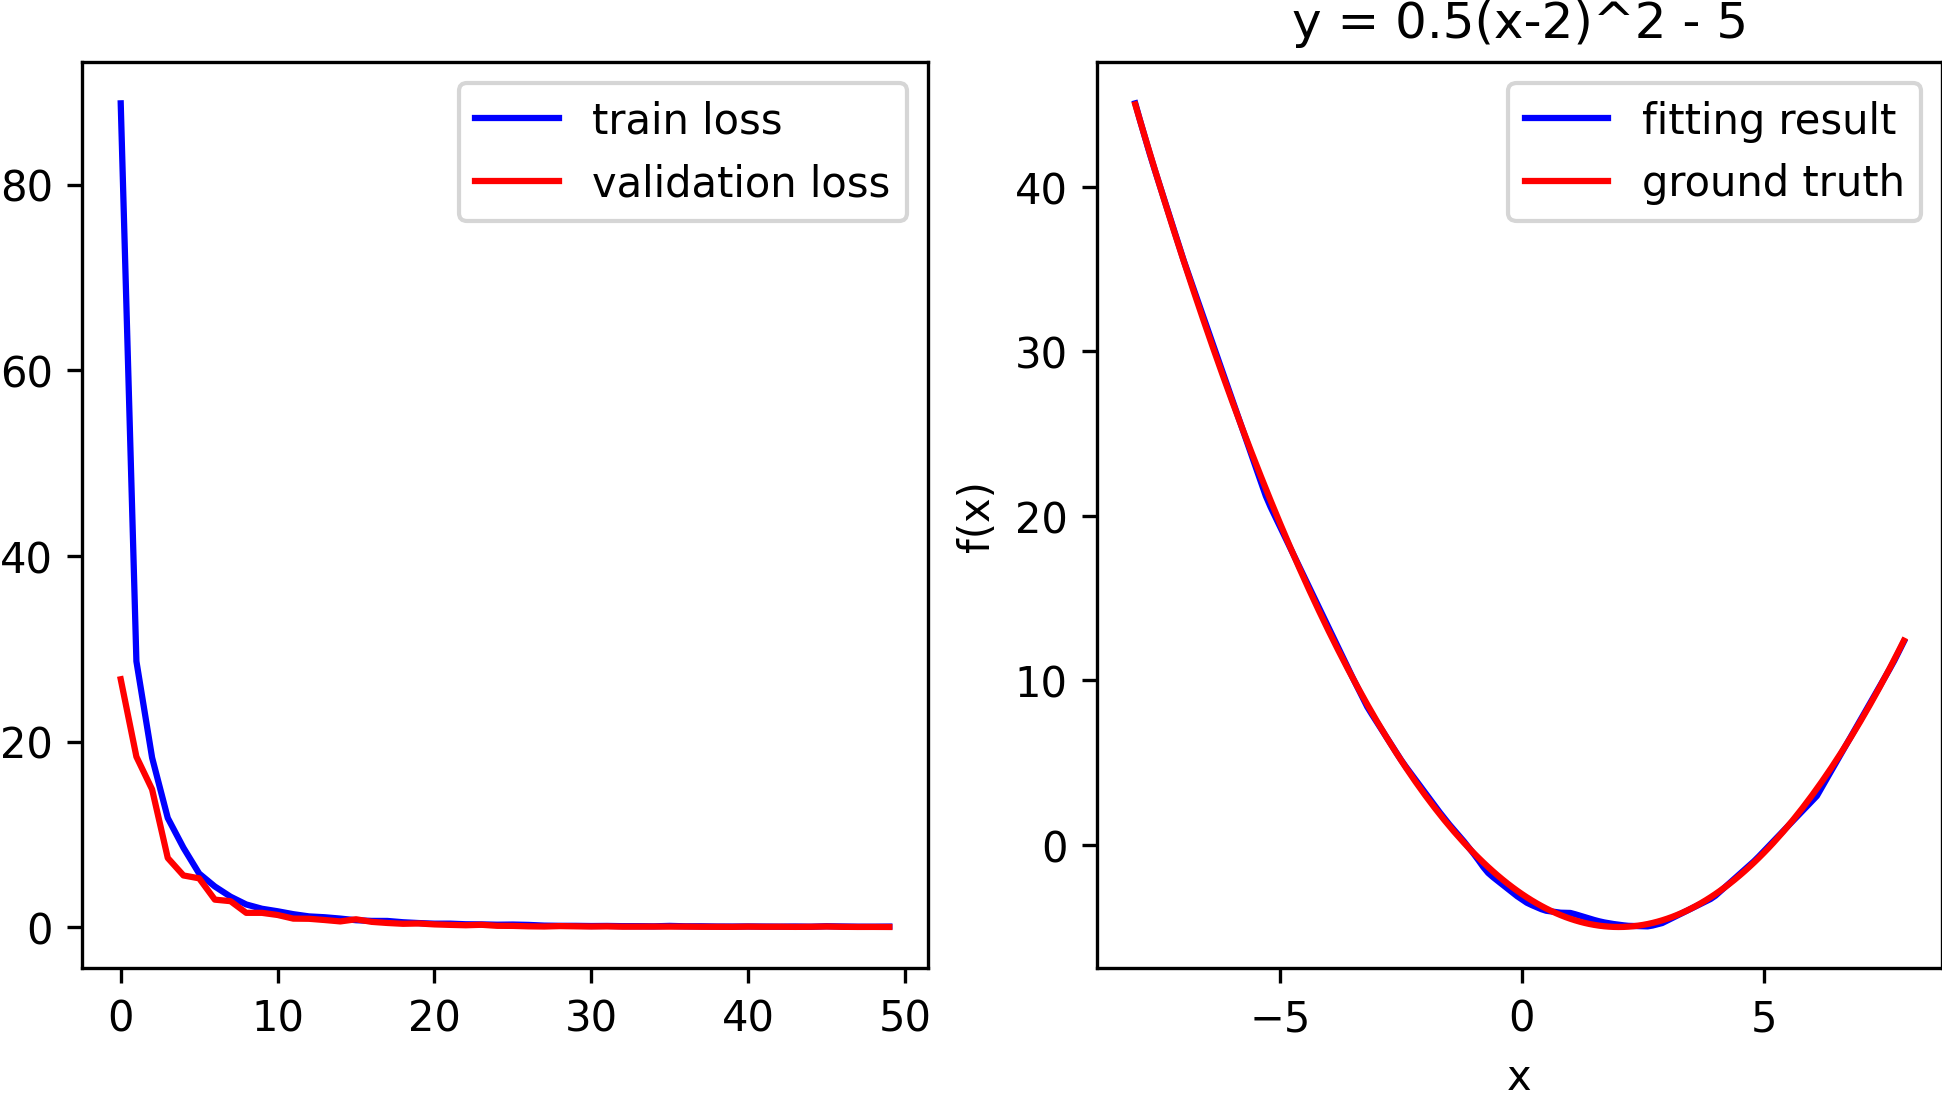 train loss
validation loss
80
60
40
20
0
0 10 20 30 40 50
y = 0.5(x-2)^2 - 5
fitting result
ground truth
f(x)
40
30
20
10
0
−5 0 5
x